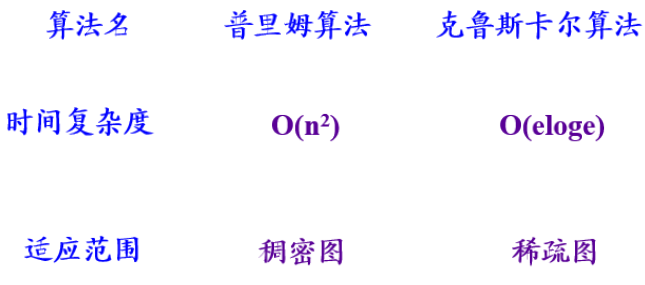 算法名 普里姆算法 克鲁斯卡尔算法
时间复杂度 O(n²) O(eloge)
适应范围 稠密图 稀疏图